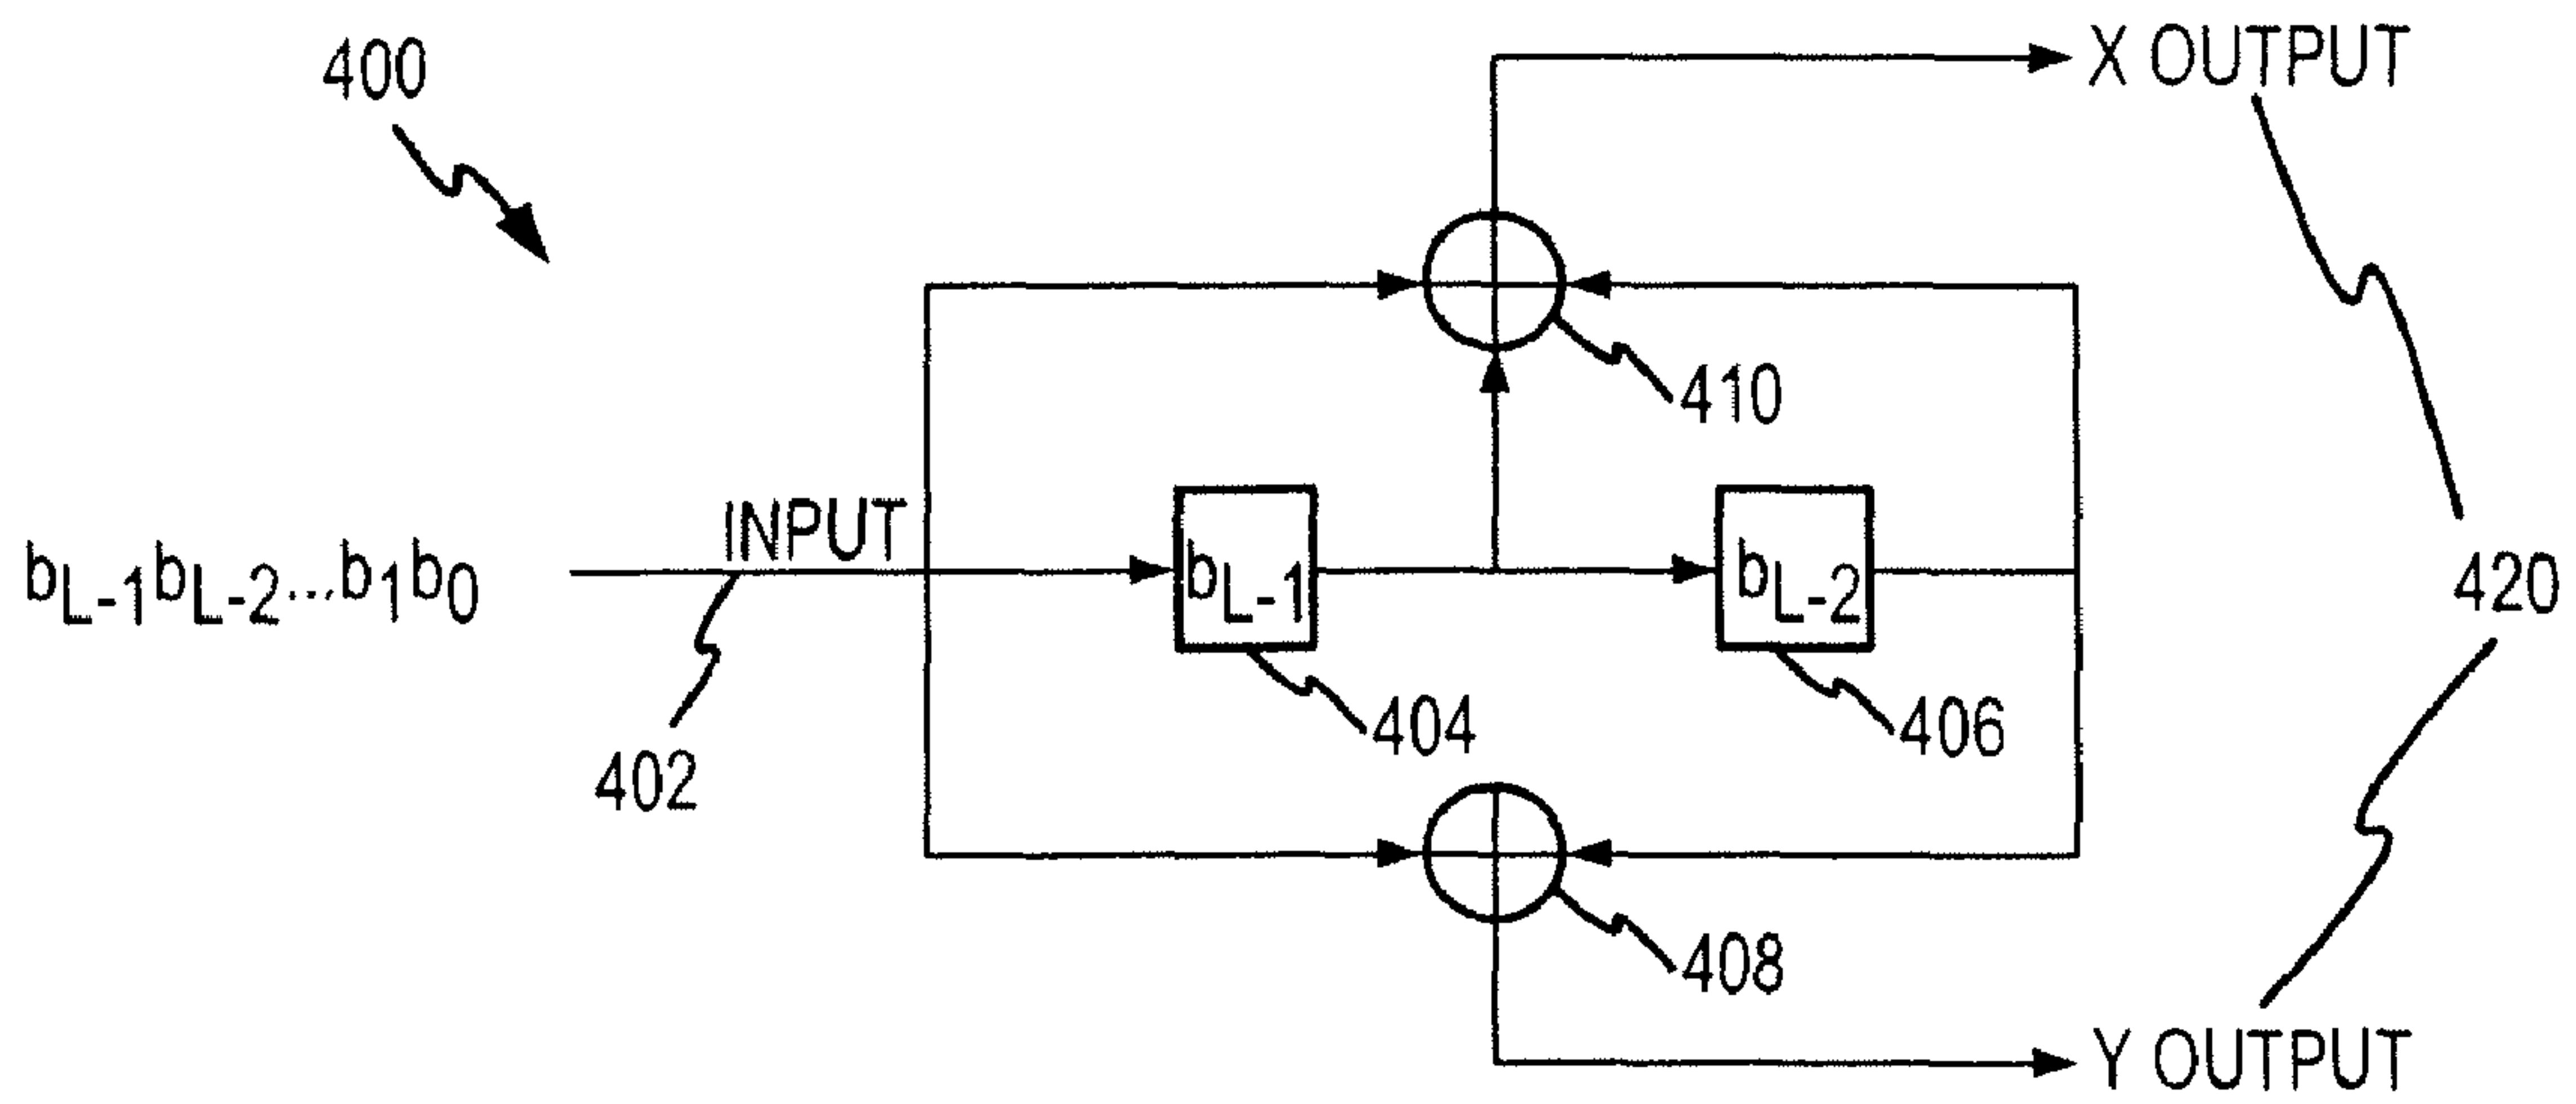 400
X OUTPUT
410
INPUT
b_{L-1}b_{L-2}...b_1b_0
b_{L-1}
b_{L-2}
420
404
406
402
408
Y OUTPUT